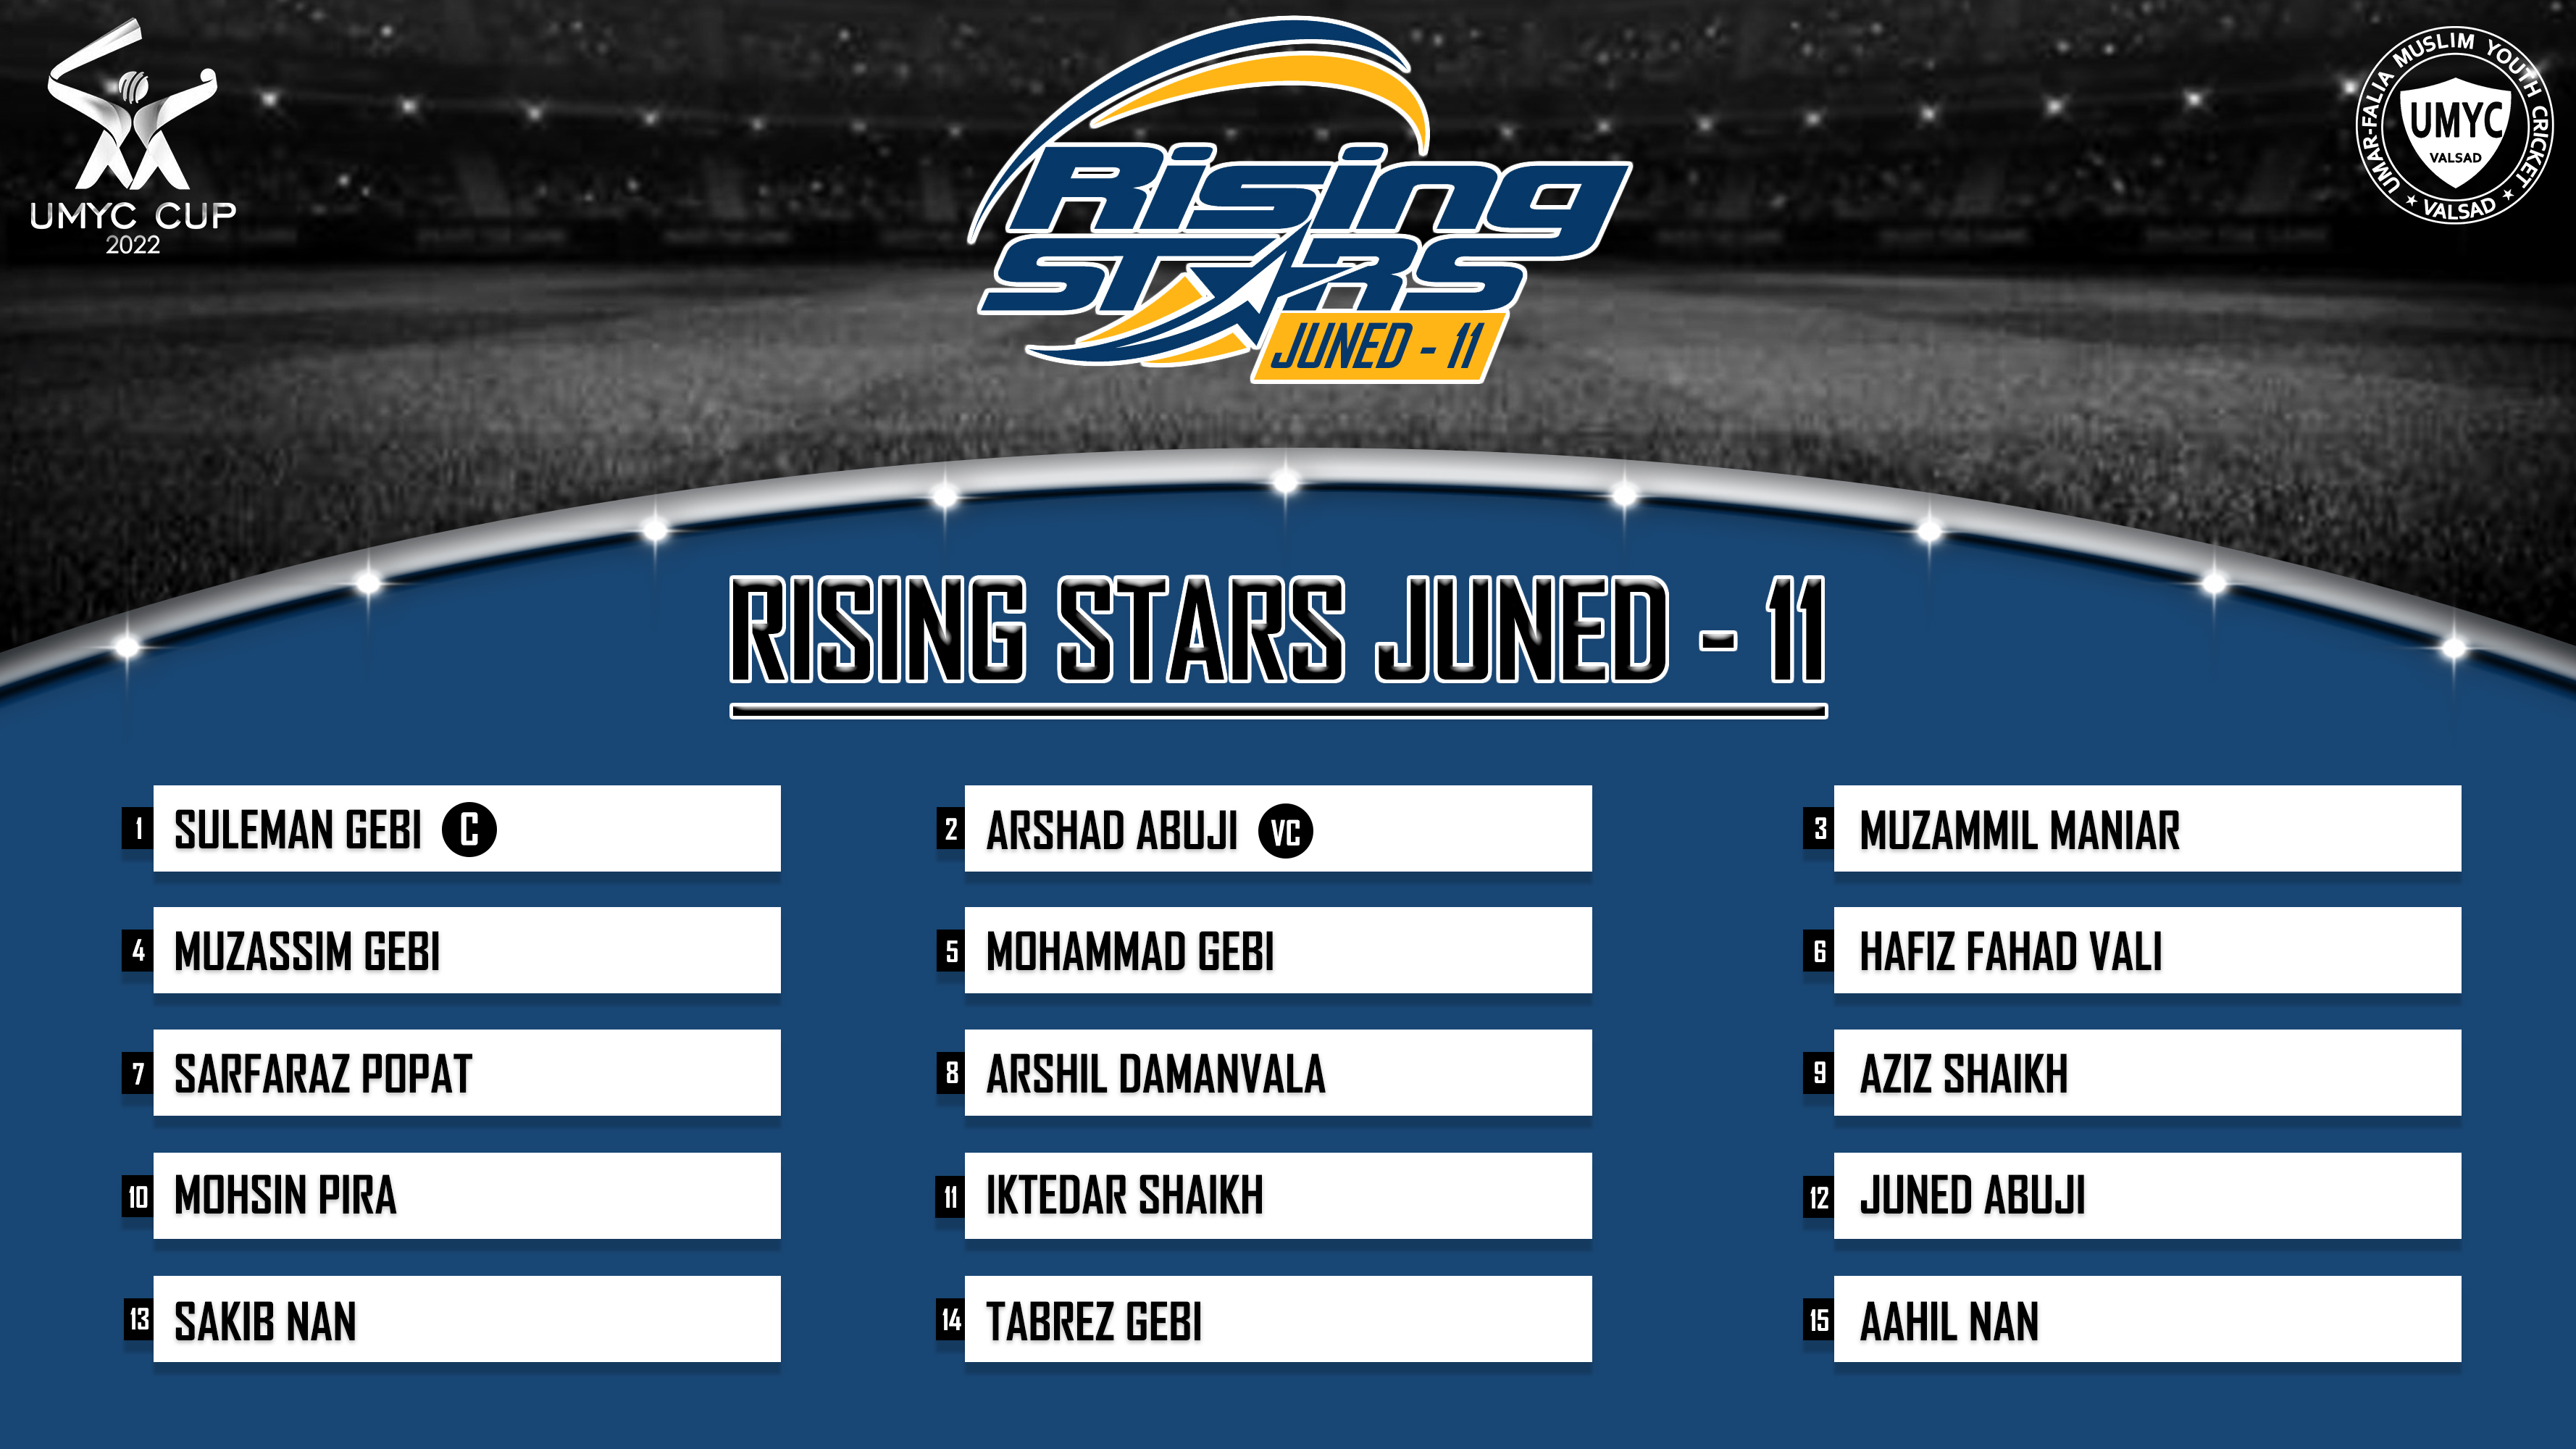 UMYC CUP
2022
Rising
STARS
JUNED - 11
UMAR-FALIA MUSLIM YOUTH CRICKET
UMYC
VALSAD
★ VALSAD ★
RISING STARS JUNED - 11
1 SULEMAN GEBI C
2 ARSHAD ABUJI VC
3 MUZAMMIL MANIAR
4 MUZASSIM GEBI
5 MOHAMMAD GEBI
6 HAFIZ FAHAD VALI
7 SARFARAZ POPAT
8 ARSHIL DAMANVALA
9 AZIZ SHAIKH
10 MOHSIN PIRA
11 IKTEDAR SHAIKH
12 JUNED ABUJI
13 SAKIB NAN
14 TABREZ GEBI
15 AAHIL NAN